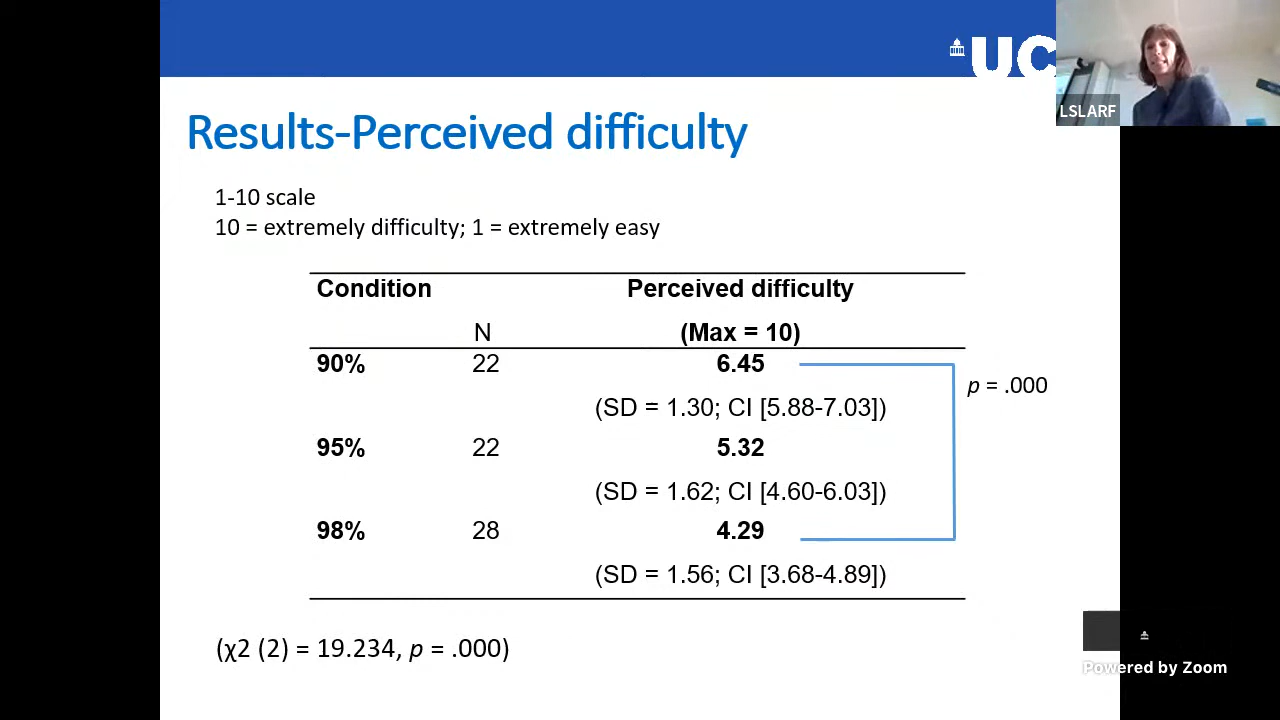 UC
LSLARF
Results-Perceived difficulty
1-10 scale
10 = extremely difficulty; 1 = extremely easy
Condition Perceived difficulty
N (Max = 10)
90% 22 6.45
p = .000
(SD = 1.30; CI [5.88-7.03])
95% 22 5.32
(SD = 1.62; CI [4.60-6.03])
98% 28 4.29
(SD = 1.56; CI [3.68-4.89])
(χ2 (2) = 19.234, p = .000)
Powered by Zoom